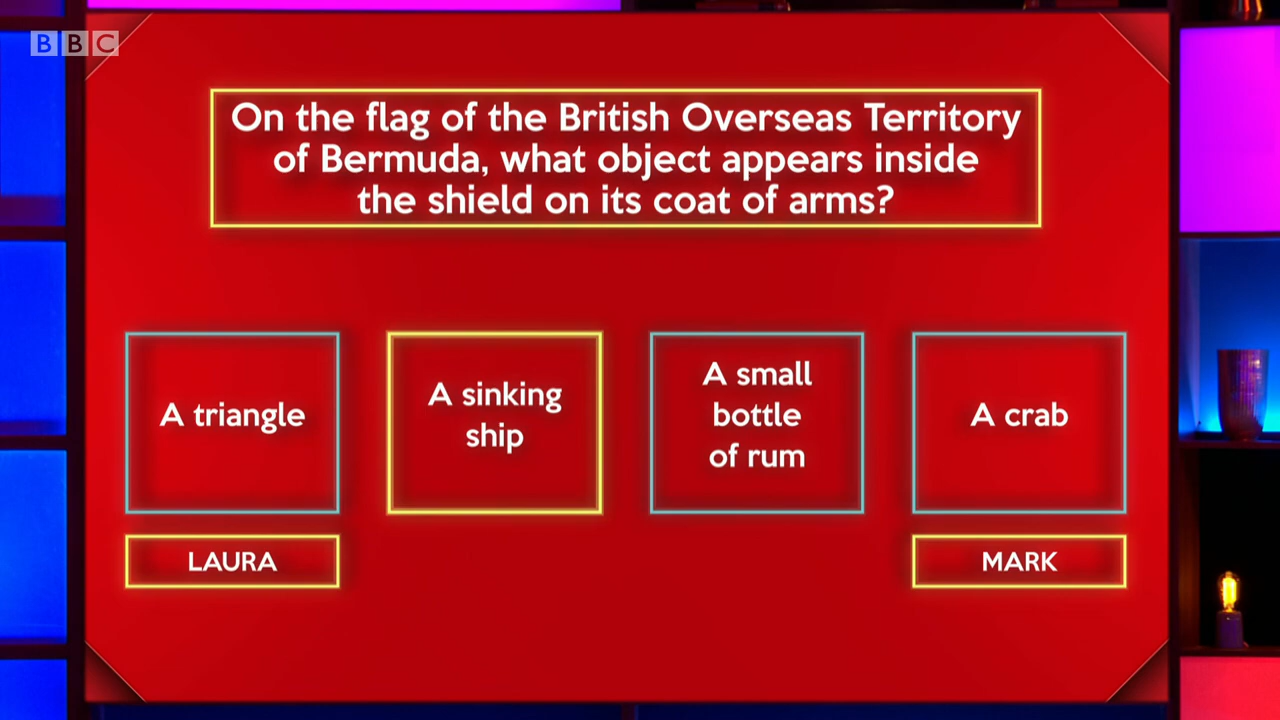 BBC
On the flag of the British Overseas Territory
of Bermuda, what object appears inside
the shield on its coat of arms?
A triangle
A sinking
ship
A small
bottle
of rum
A crab
LAURA
MARK